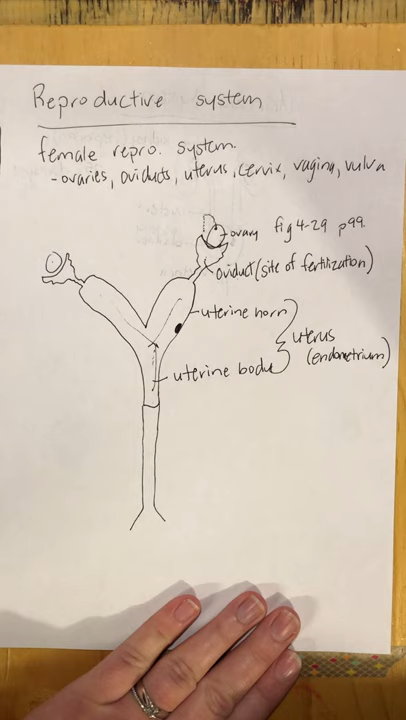 Reproductive system
female repro. system.
- ovaries, oviducts, uterus, cervix, vagina, vulva
ovary fig 4-29 p99.
oviduct (site of fertilization)
uterine horn
uterus
(endometrium)
uterine body